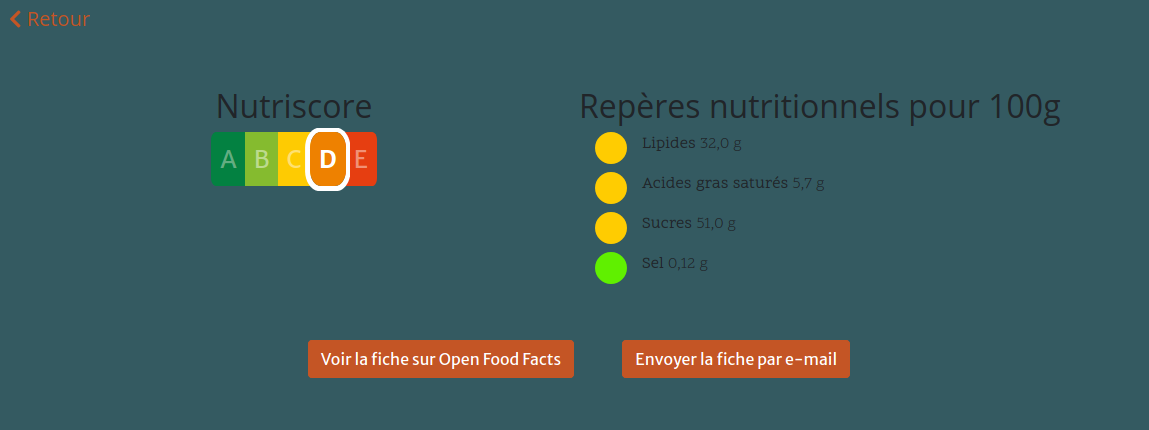 Retour
Nutriscore
A B C D E
Repères nutritionnels pour 100g
Lipides 32,0 g
Acides gras saturés 5,7 g
Sucres 51,0 g
Sel 0,12 g
Voir la fiche sur Open Food Facts
Envoyer la fiche par e-mail